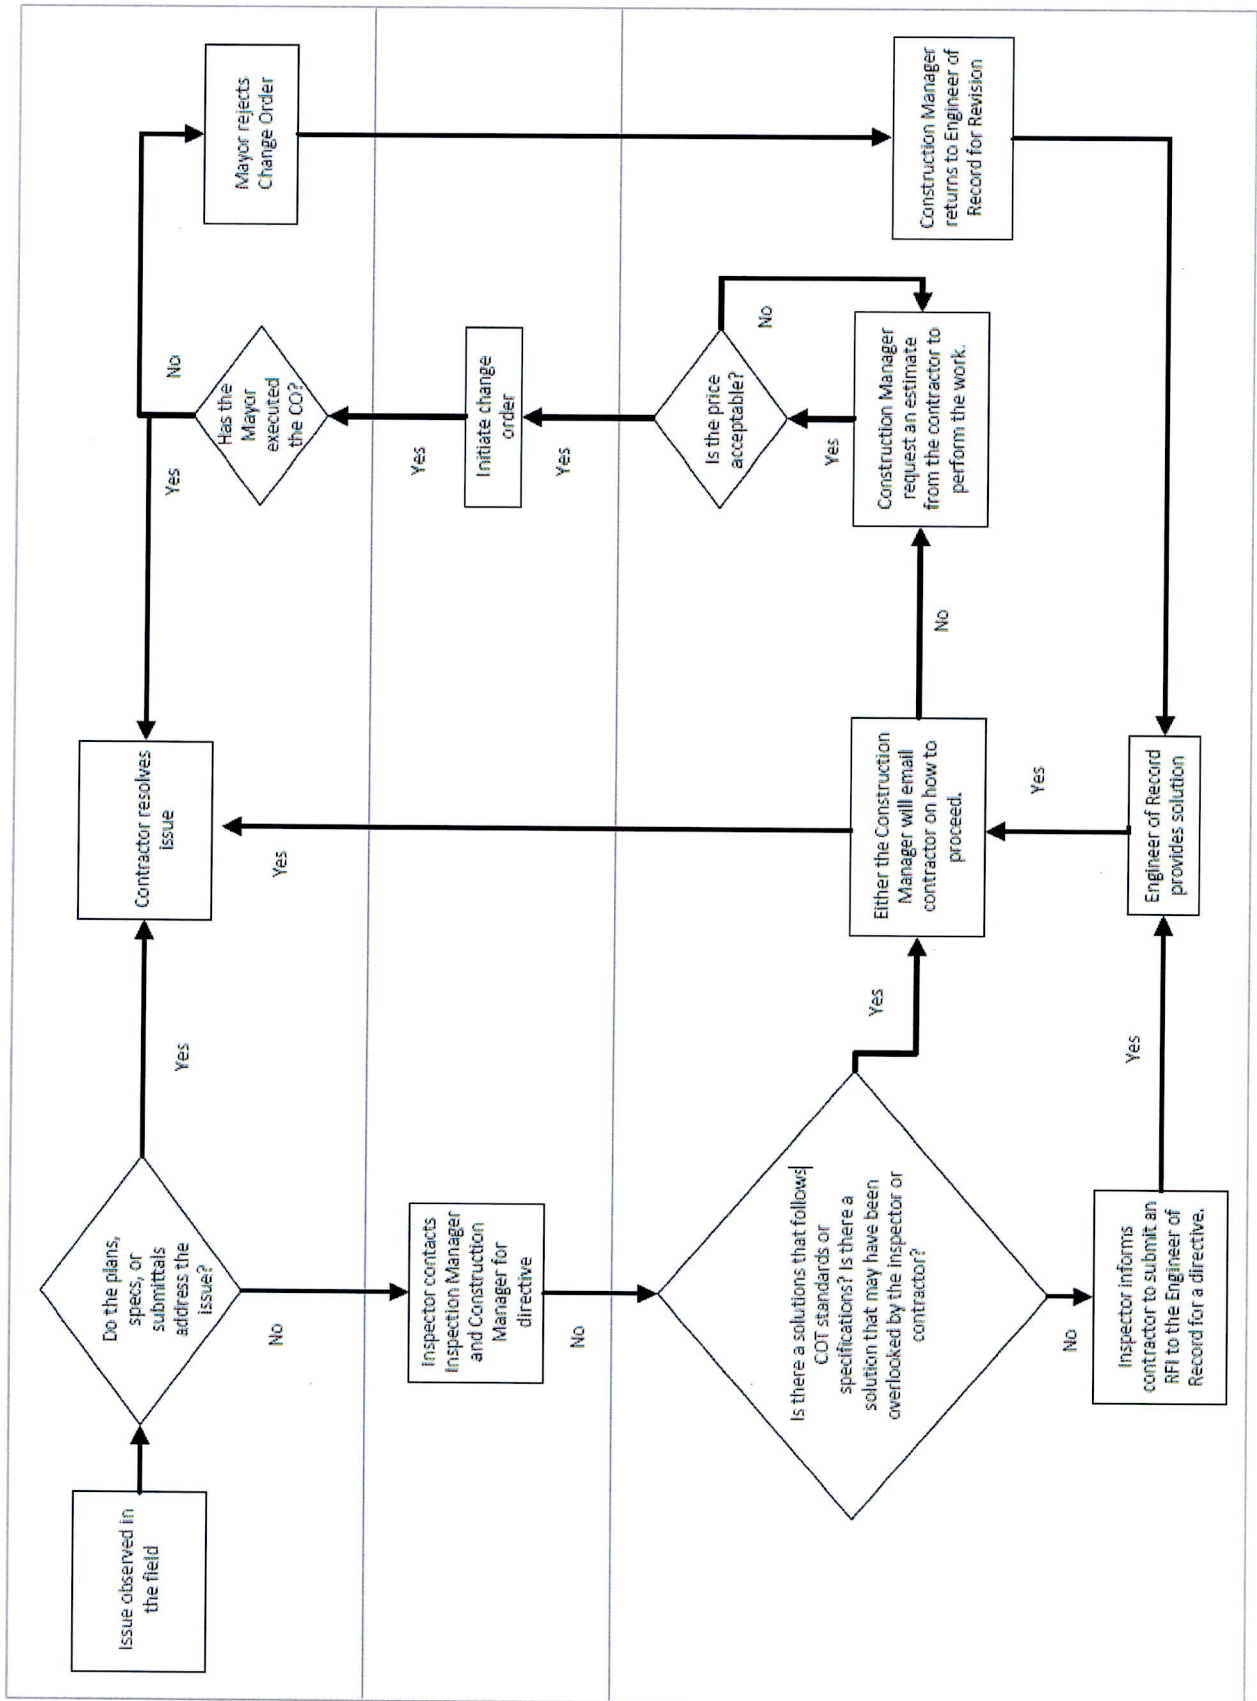 Issue observed in
the field
Do the plans,
specs, or
submittals
address the
issue?
Yes
No
Contractor resolves
issue
Yes
Yes
No
Has the
Mayor
executed
the CO?
Mayor rejects
Change Order
Inspector contacts
Inspection Manager
and Construction
Manager for
directive
No
Initiate change
order
Yes
Yes
Is there a solutions that follows
COT standards or
specifications? Is there a
solution that may have been
overlooked by the inspector or
contractor?
Yes
No
Either the Construction
Manager will email
contractor on how to
proceed.
No
Is the price
acceptable?
No
Yes
Construction Manager
request an estimate
from the contractor to
perform the work.
Construction Manager
returns to Engineer of
Record for Revision
Inspector informs
contractor to submit an
RFI to the Engineer of
Record for a directive.
Yes
Engineer of Record
provides solution
Yes